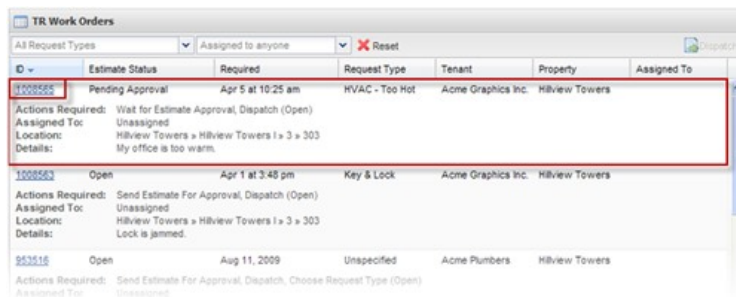 TR Work Orders
All Request Types Assigned to anyone Reset Dispatch
ID Estimate Status Required Request Type Tenant Property Assigned To
1008565 Pending Approval Apr 5 at 10:25 am HVAC - Too Hot Acme Graphics Inc. Hillview Towers
Actions Required: Wait for Estimate Approval, Dispatch (Open)
Assigned To: Unassigned
Location: Hillview Towers » Hillview Towers I » 3 » 303
Details: My office is too warm.
1008563 Open Apr 1 at 3:48 pm Key & Lock Acme Graphics Inc. Hillview Towers
Actions Required: Send Estimate For Approval, Dispatch (Open)
Assigned To: Unassigned
Location: Hillview Towers » Hillview Towers I » 3 » 303
Details: Lock is jammed.
953516 Open Aug 11, 2009 Unspecified Acme Plumbers Hillview Towers
Actions Required: Send Estimate For Approval, Dispatch, Choose Request Type (Open)
Assigned To: Unassigned